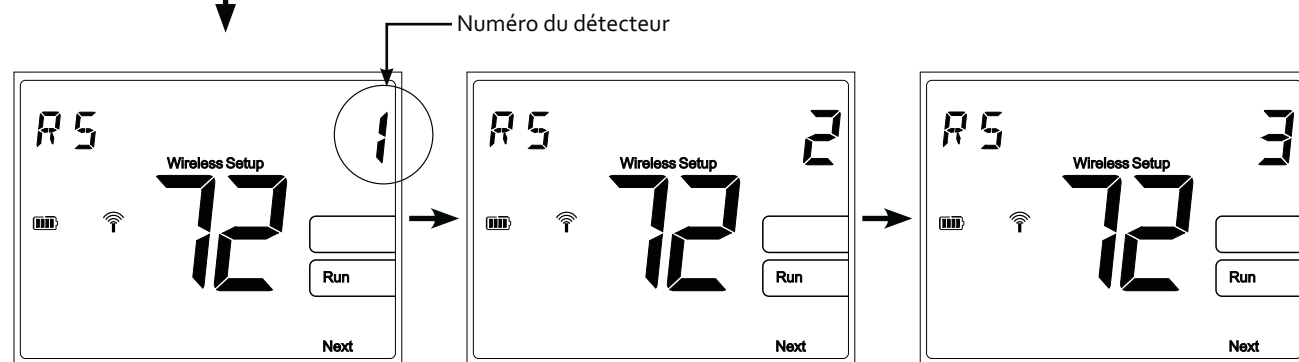 Numéro du détecteur
RS 1
Wireless Setup
72
Run
Next
RS 2
Wireless Setup
72
Run
Next
RS 3
Wireless Setup
72
Run
Next